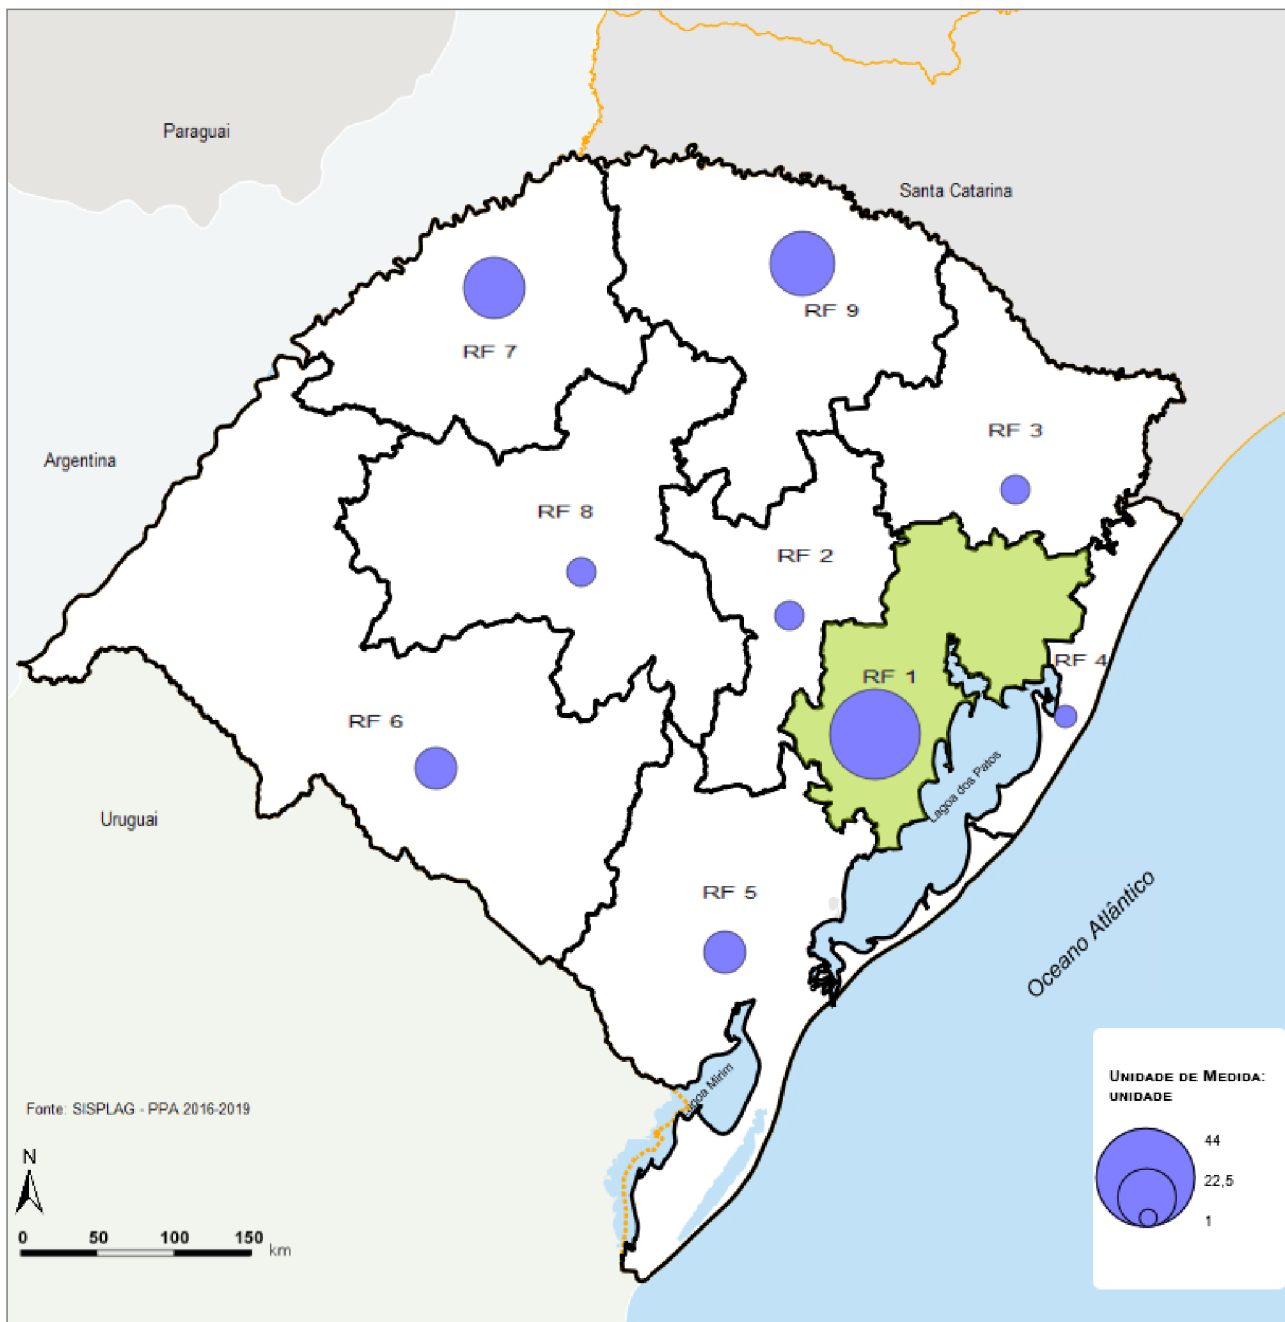 Paraguai
Santa Catarina
RF 9
RF 7
RF 3
Argentina
RF 8
RF 2
RF 4
RF 1
RF 6
Lagoa dos Patos
Uruguai
RF 5
Oceano Atlântico
UNIDADE DE MEDIDA:
UNIDADE
Lagoa Mirim
Fonte: SISPLAG - PPA 2016-2019
44
N
22,5
1
0 50 100 150
km